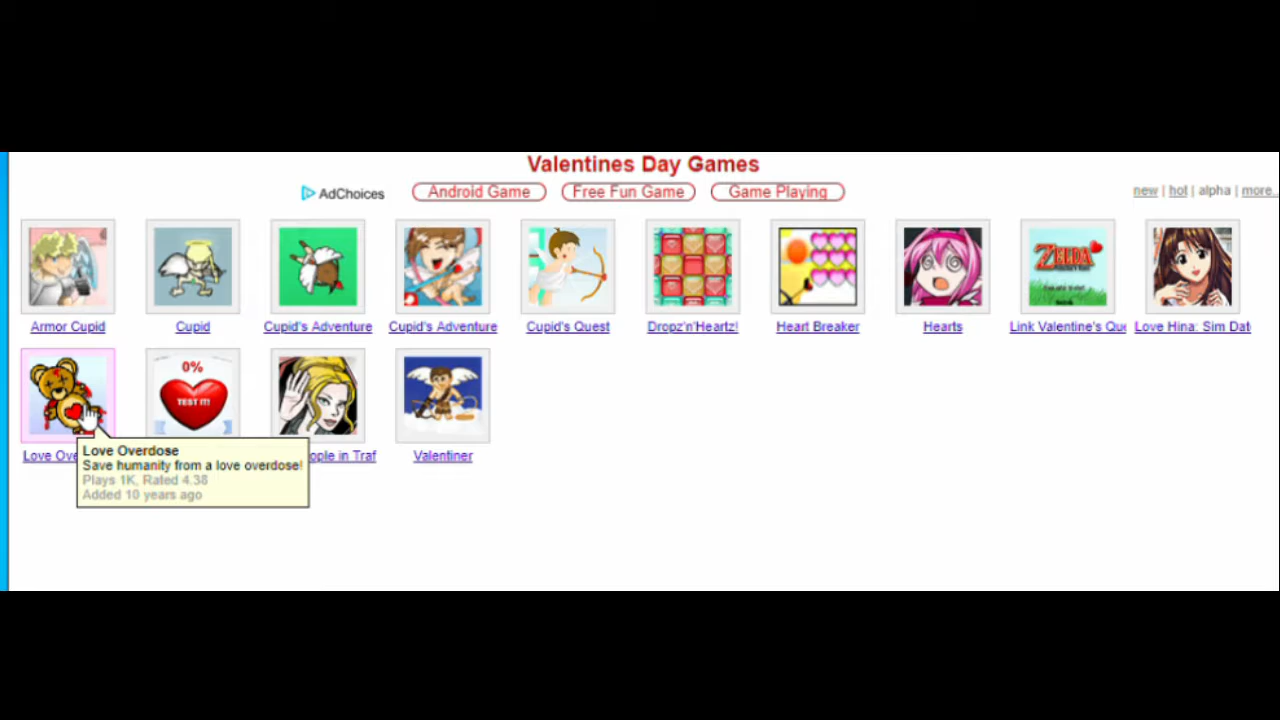 Valentines Day Games
AdChoices
Android Game
Free Fun Game
Game Playing
new | hot | alpha | more..
ZELDA
Armor Cupid
Cupid
Cupid's Adventure
Cupid's Adventure
Cupid's Quest
Dropz'n'Heartz!
Heart Breaker
Hearts
Link Valentine's Que
Love Hina: Sim Dat
0%
TEST IT!
Love Ove
ople in Traf
Valentiner
Love Overdose
Save humanity from a love overdose!
Plays 1K, Rated 4.38
Added 10 years ago